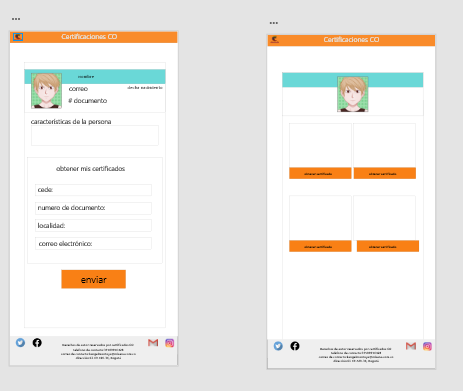 Certificaciones CO
nombre
correo
fecha nacimiento
# documento
caracteristicas de la persona
obtener mis certificados
cede:
numero de documento:
localidad:
correo electrónico:
enviar
Certificaciones CO
obtener certificado
obtener certificado
obtener certificado
obtener certificado